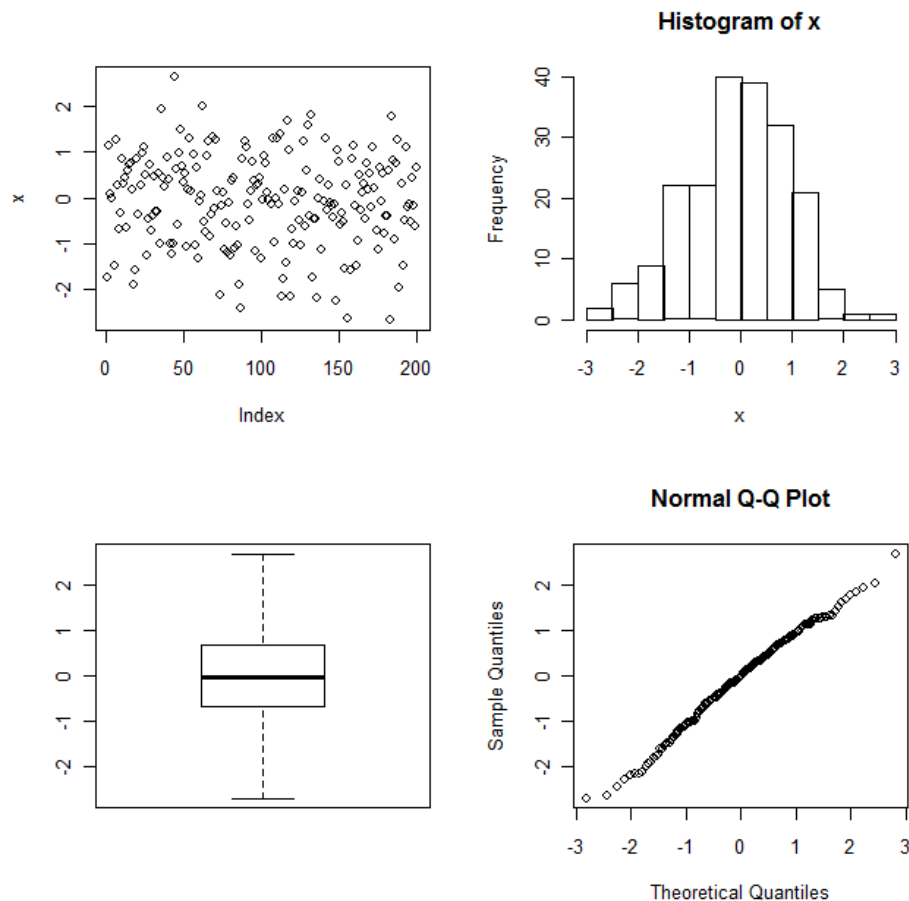 x
2
1
0
-1
-2
0 50 100 150 200
Index
Histogram of x
Frequency
40
30
20
10
0
-3 -2 -1 0 1 2 3
x
2
1
0
-1
-2
Normal Q-Q Plot
Sample Quantiles
2
1
0
-1
-2
-3 -2 -1 0 1 2 3
Theoretical Quantiles